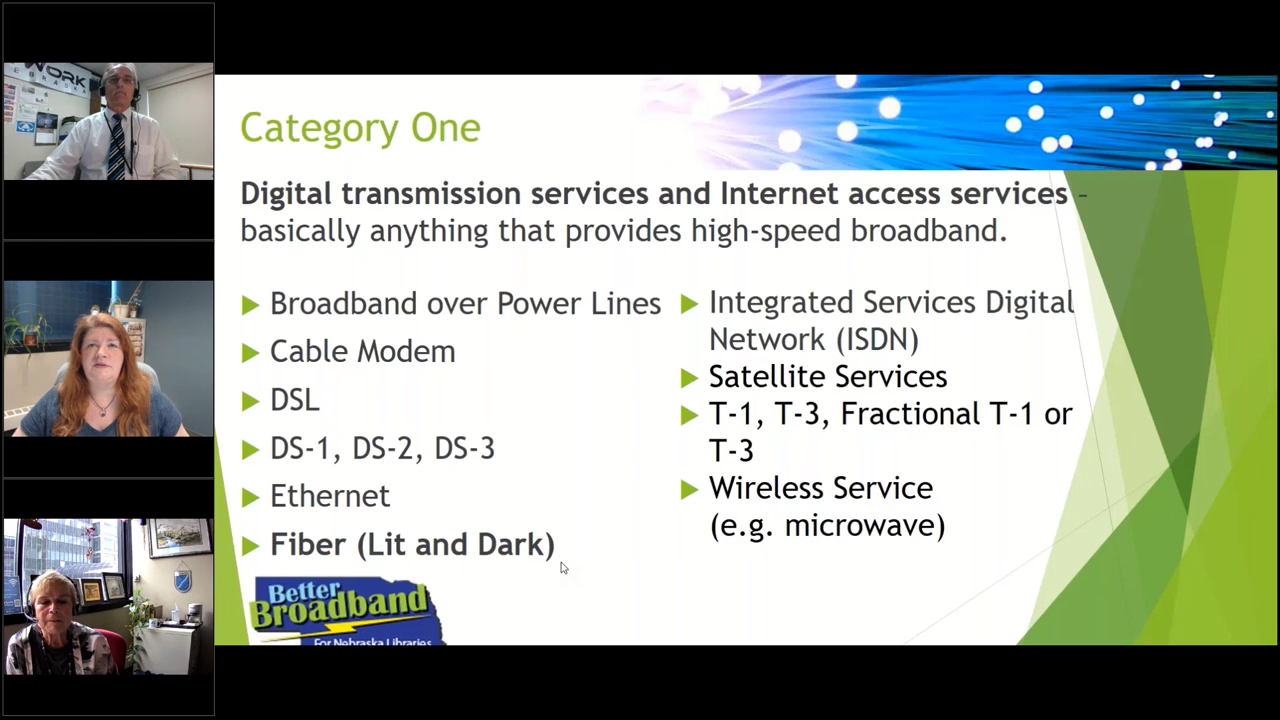 WORK
Category One
Digital transmission services and Internet access services –
basically anything that provides high-speed broadband.
Broadband over Power Lines
Cable Modem
DSL
DS-1, DS-2, DS-3
Ethernet
Fiber (Lit and Dark)
Integrated Services Digital
Network (ISDN)
Satellite Services
T-1, T-3, Fractional T-1 or
T-3
Wireless Service
(e.g. microwave)
Better
Broadband
For Nebraska Libraries